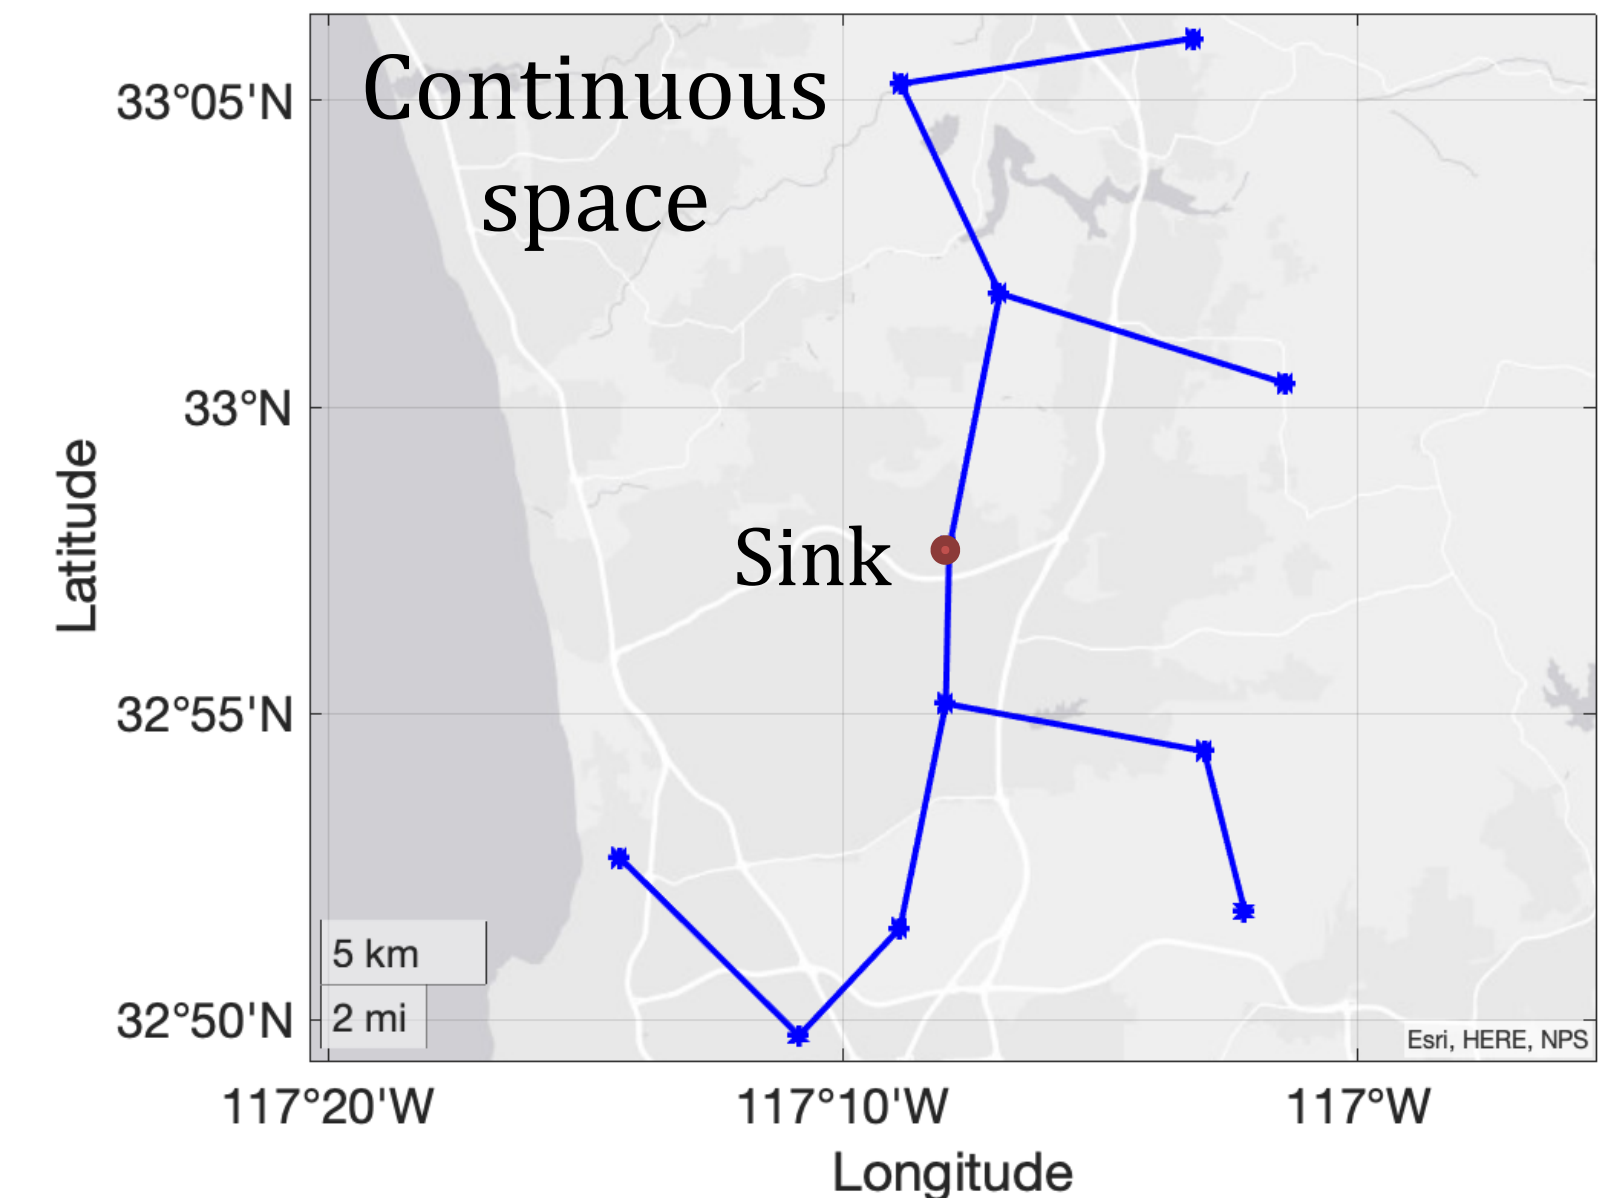 Continuous
space
33°05'N
33°N
Sink
Latitude
32°55'N
5 km
2 mi
32°50'N
Esri, HERE, NPS
117°20'W
117°10'W
117°W
Longitude